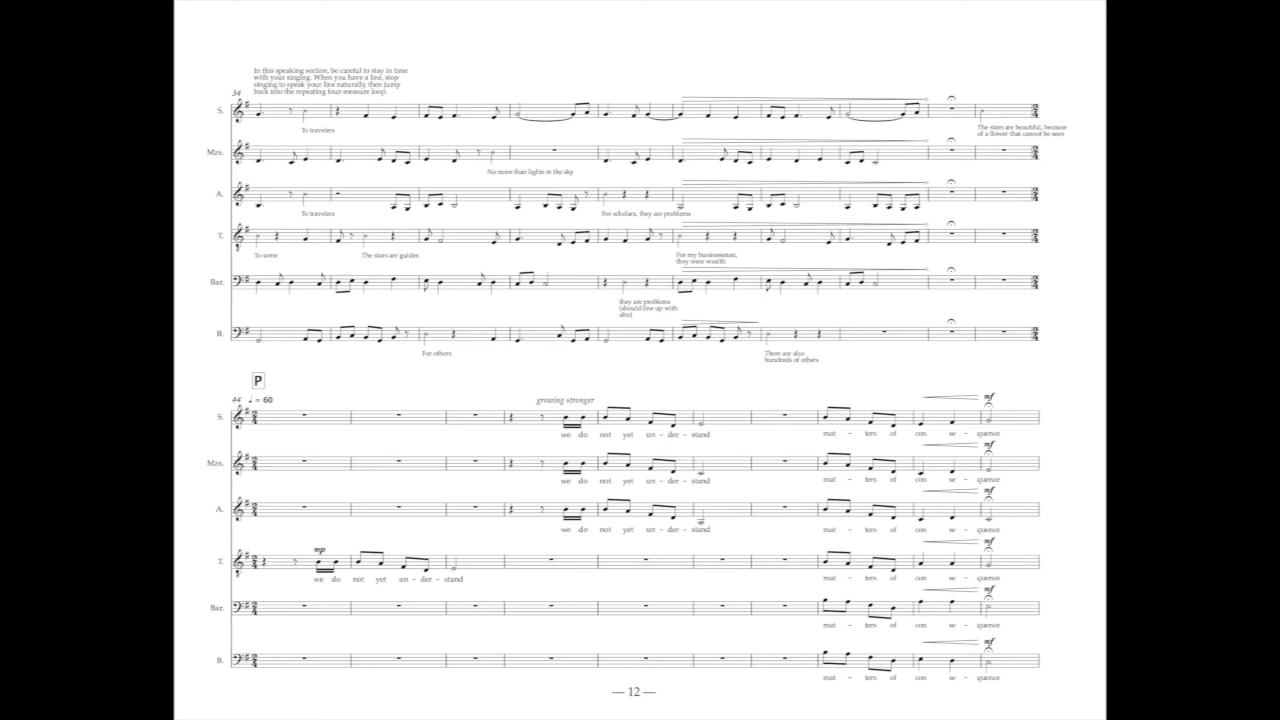 In this speaking section, be careful to stay in time
with your singing. When you have a line, stop
singing to speak your line naturally, then jump
back into the repeating four-measure loop.
34
S.
To travelers
The stars are beautiful, because
of a flower that cannot be seen
Mzs.
No more than lights in the sky
A.
To travelers
For scholars, they are problems
T.
To some
The stars are guides
For my businessman,
they were wealth
Bar.
they are problems
(should line up with
alto)
B.
For others
There are also
hundreds of others
P
44
♩ = 60
growing stronger
mf
S.
we do not yet un – der – stand
mat – ters of con se – quence
mf
Mzs.
we do not yet un – der – stand
mat – ters of con se – quence
mf
A.
we do not yet un – der – stand
mat – ters of con se – quence
mp
mf
T.
we do not yet un – der – stand
mat – ters of con se – quence
mf
Bar.
mat – ters of con se – quence
mf
B.
mat – ters of con se – quence
— 12 —